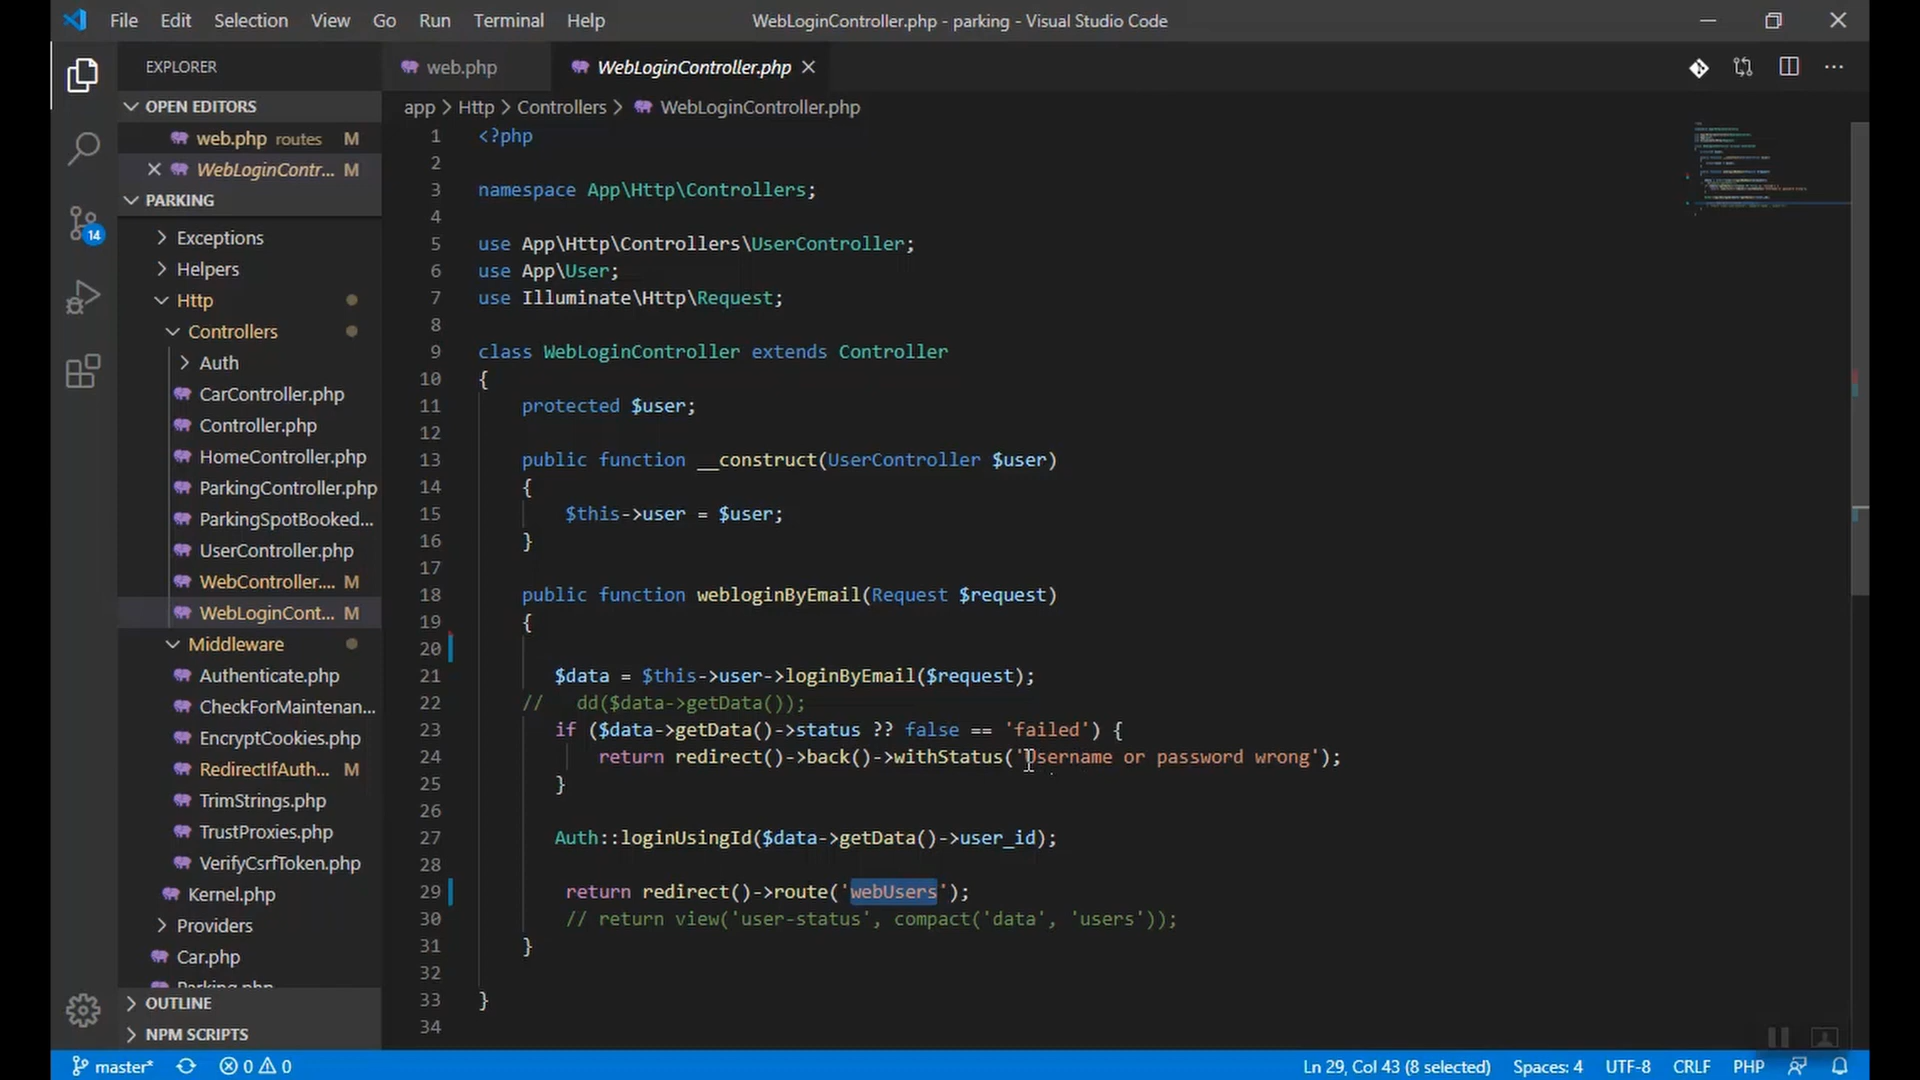 File Edit Selection View Go Run Terminal Help WebLoginController.php - parking - Visual Studio Code
EXPLORER
web.php
WebLoginController.php
OPEN EDITORS
web.php routes M
WebLoginContr... M
PARKING
Exceptions
Helpers
Http
Controllers
Auth
CarController.php
Controller.php
HomeController.php
ParkingController.php
ParkingSpotBooked...
UserController.php
WebController.... M
WebLoginCont... M
Middleware
Authenticate.php
CheckForMaintenan...
EncryptCookies.php
RedirectIfAuth... M
TrimStrings.php
TrustProxies.php
VerifyCsrfToken.php
Kernel.php
Providers
Car.php
OUTLINE
NPM SCRIPTS
14
app > Http > Controllers > WebLoginController.php
1 <?php
2
3 namespace App\Http\Controllers;
4
5 use App\Http\Controllers\UserController;
6 use App\User;
7 use Illuminate\Http\Request;
8
9 class WebLoginController extends Controller
10 {
11 protected $user;
12
13 public function __construct(UserController $user)
14 {
15 $this->user = $user;
16 }
17
18 public function webloginByEmail(Request $request)
19 {
20
21 $data = $this->user->loginByEmail($request);
22 // dd($data->getData());
23 if ($data->getData()->status ?? false == 'failed') {
24 return redirect()->back()->withStatus('Username or password wrong');
25 }
26
27 Auth::loginUsingId($data->getData()->user_id);
28
29 return redirect()->route('webUsers');
30 // return view('user-status', compact('data', 'users'));
31 }
32
33 }
34
master* 0 0 Ln 29, Col 43 (8 selected) Spaces: 4 UTF-8 CRLF PHP